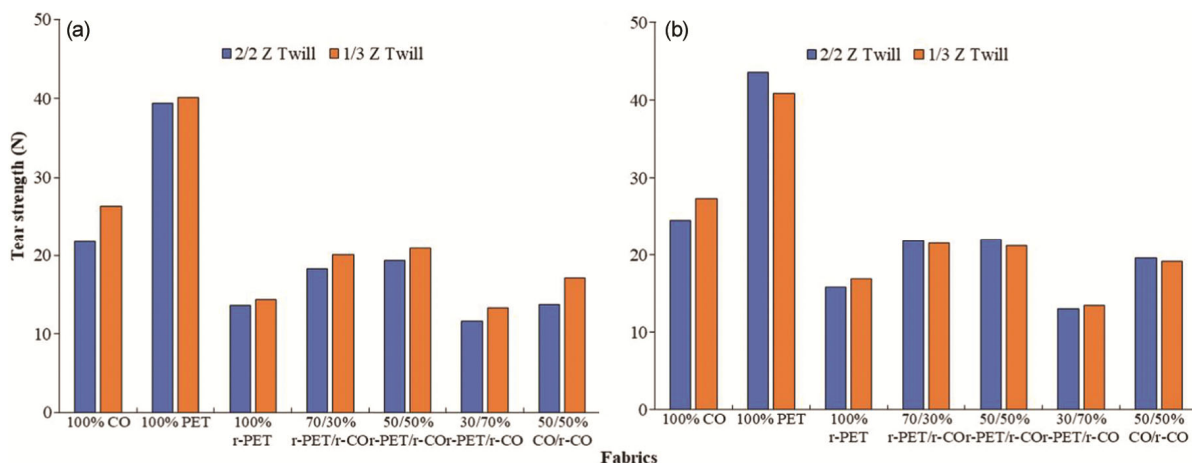 (a)
2/2 Z Twill 1/3 Z Twill
Tear strength (N)
50
40
30
20
10
0
100% CO 100% PET 100% 70/30% 50/50% 30/70% 50/50%
r-PET r-PET/r-CO r-PET/r-CO r-PET/r-CO CO/r-CO
(b)
2/2 Z Twill 1/3 Z Twill
50
40
30
20
10
0
100% CO 100% PET 100% 70/30% 50/50% 30/70% 50/50%
r-PET r-PET/r-CO r-PET/r-CO r-PET/r-CO CO/r-CO
Fabrics